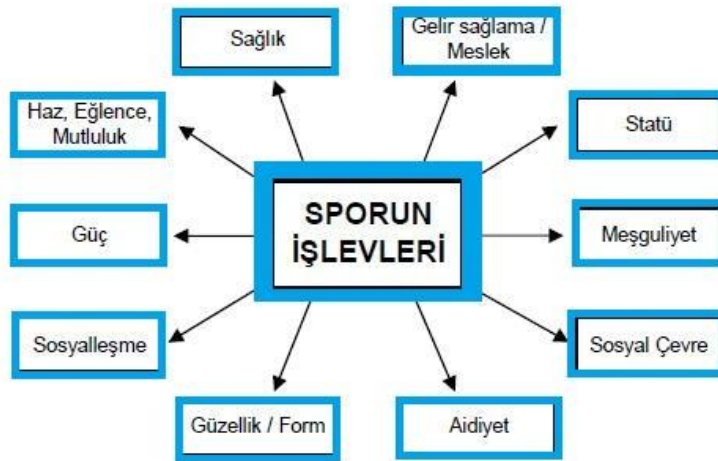 Sağlık
Gelir sağlama /
Meslek
Haz, Eğlence,
Mutluluk
Statü
SPORUN
İŞLEVLERİ
Güç
Meşguliyet
Sosyalleşme
Sosyal Çevre
Güzellik / Form
Aidiyet